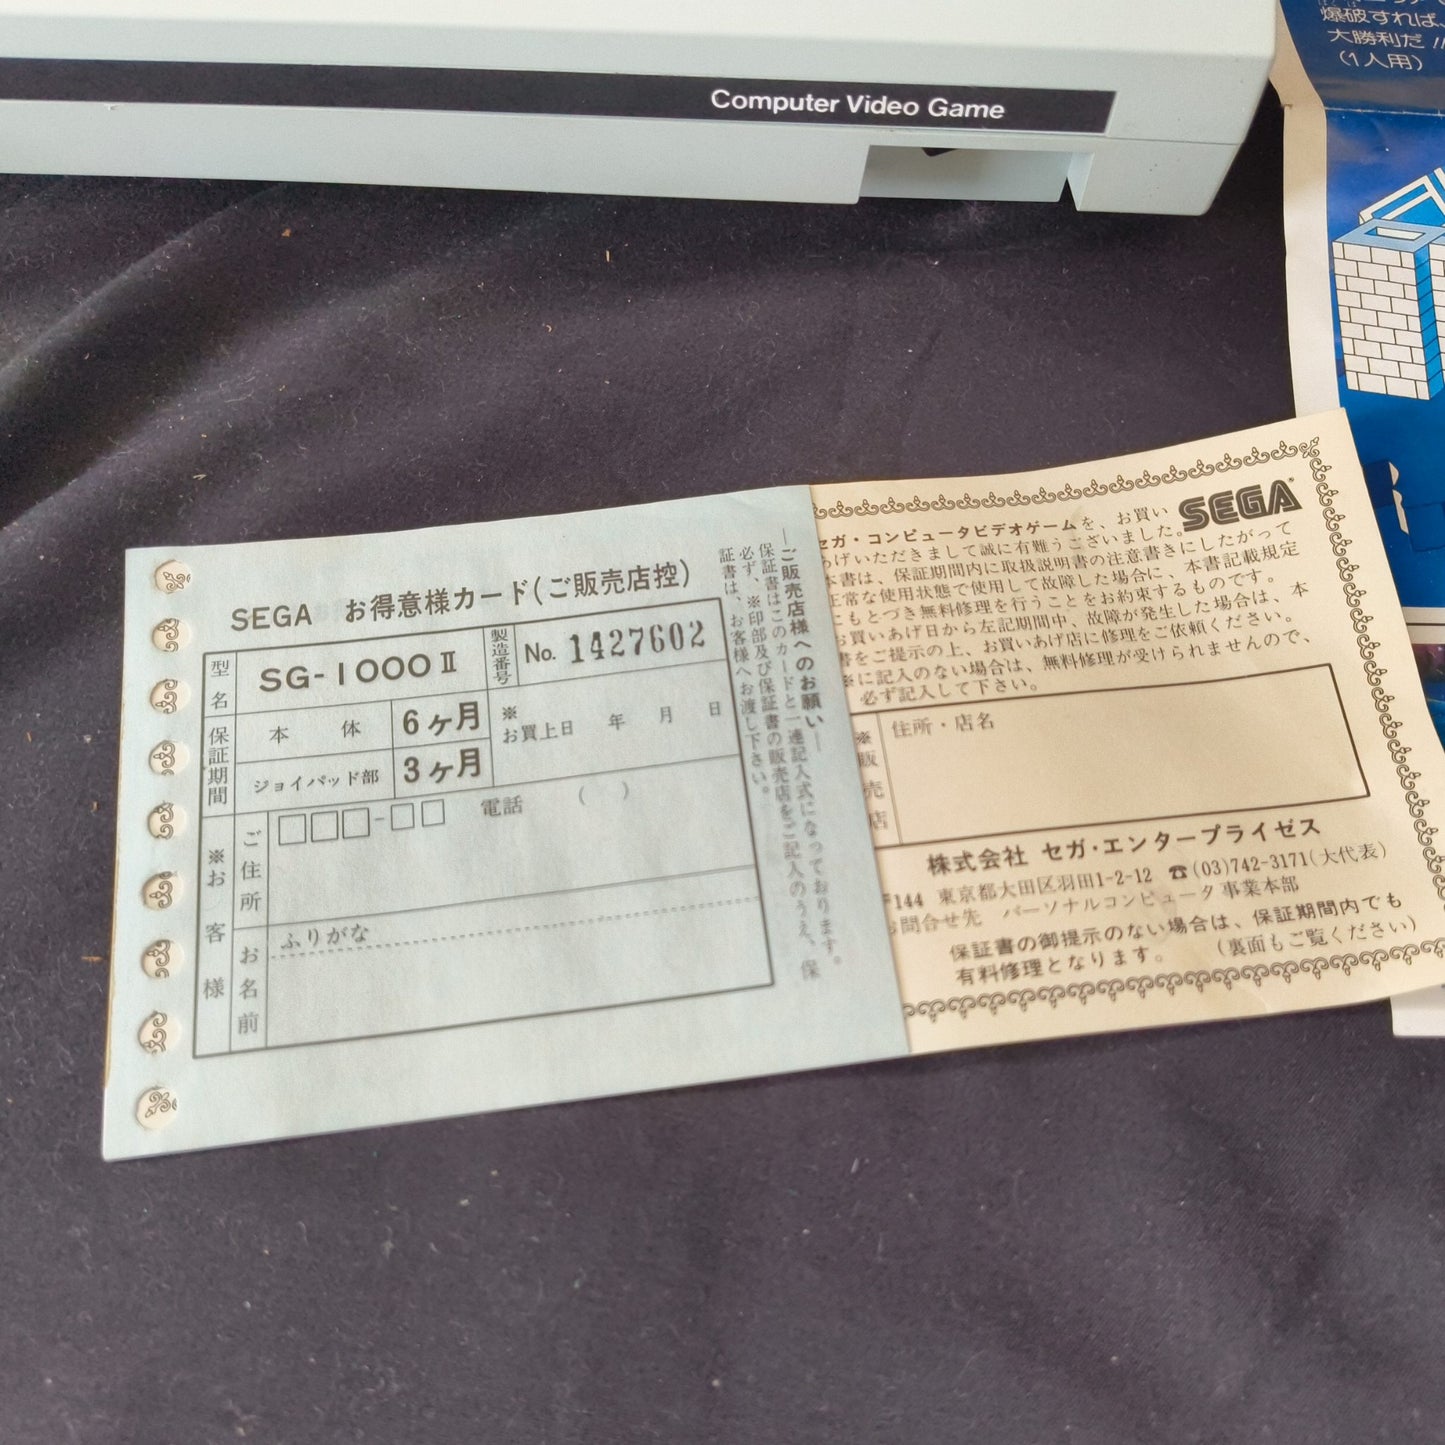 Computer Video Game
爆破すれば、
大勝利だ!!
(1人用)
SEGA お得意様カード(ご販売店控)
型名
SG-1000II
製造番号
No. 1427602
保証期間
本体
6ヶ月
ジョイパッド部
3ヶ月
※
お買上日 年 月 日
※お客様
ご住所
電話 ( )
お名前
ふりがな
—ご販売店様へのお願い—
保証書はこのカードと一連記入式になっております。
必ず、※印部及び保証書の販売店をご記入のうえ、保
証書は、お客様へお渡し下さい。
SEGA
セガ・コンピュータビデオゲームを、お買い
あげいただきまして誠に有難うございました。
本書は、保証期間内に取扱説明書の注意書きにしたがって
正常な使用状態で使用して故障した場合に、本書記載規定
にもとづき無料修理を行うことをお約束するものです。
お買いあげ日から左記期間中、故障が発生した場合は、本
書をご提示の上、お買いあげ店に修理をご依頼ください。
※に記入のない場合は、無料修理が受けられませんので、
必ず記入して下さい。
※販売店
住所・店名
株式会社 セガ・エンタープライゼス
〒144 東京都大田区羽田1-2-12 ☎(03)742-3171(大代表)
お問合せ先 パーソナルコンピュータ事業本部
保証書の御提示のない場合は、保証期間内でも
有料修理となります。 (裏面もご覧ください)